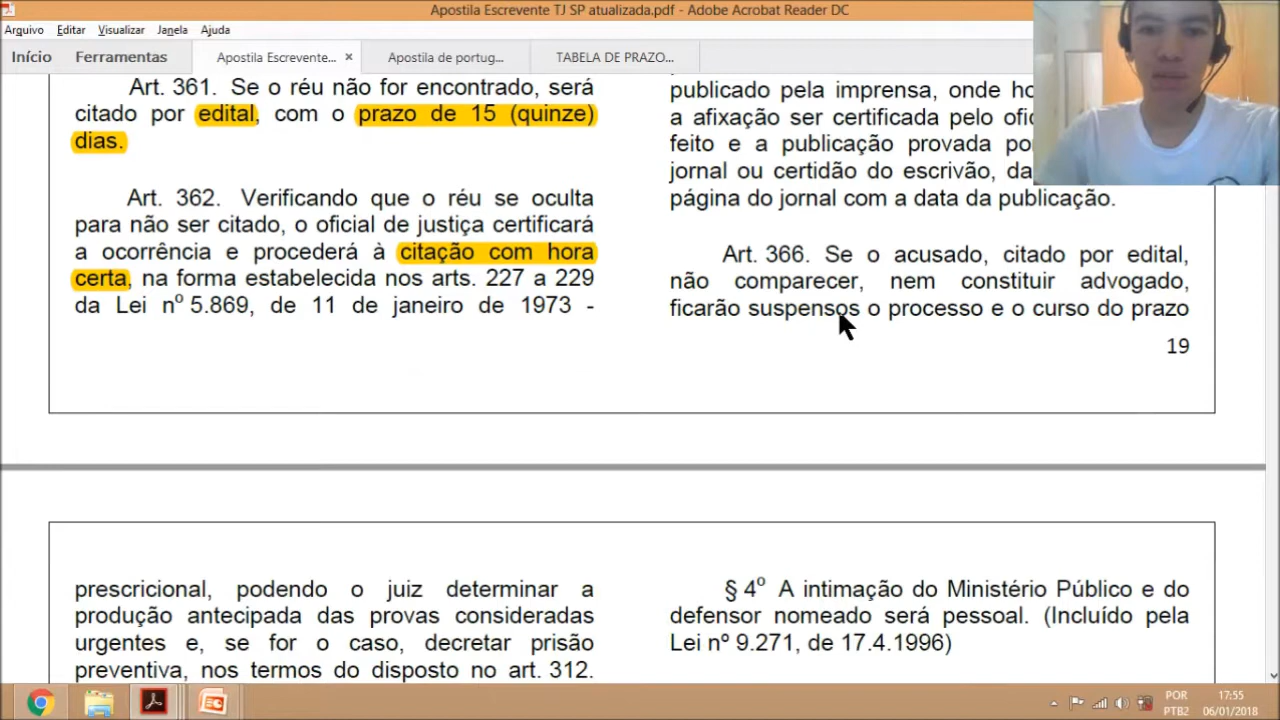 Apostila Escrevente TJ SP atualizada.pdf - Adobe Acrobat Reader DC
Arquivo Editar Visualizar Janela Ajuda
Início Ferramentas Apostila Escrevente... × Apostila de portug... TABELA DE PRAZO...
Art. 361. Se o réu não for encontrado, será
citado por edital, com o prazo de 15 (quinze)
dias.
Art. 362. Verificando que o réu se oculta
para não ser citado, o oficial de justiça certificará
a ocorrência e procederá à citação com hora
certa, na forma estabelecida nos arts. 227 a 229
da Lei nº 5.869, de 11 de janeiro de 1973 -
publicado pela imprensa, onde
a afixação ser certificada pelo
feito e a publicação provada
jornal ou certidão do escrivão,
página do jornal com a data da publicação.
Art. 366. Se o acusado, citado por edital,
não comparecer, nem constituir advogado,
ficarão suspensos o processo e o curso do prazo
19
prescricional, podendo o juiz determinar a
produção antecipada das provas consideradas
urgentes e, se for o caso, decretar prisão
preventiva, nos termos do disposto no art. 312.
§ 4º A intimação do Ministério Público e do
defensor nomeado será pessoal. (Incluído pela
Lei nº 9.271, de 17.4.1996)
POR 17:55
PTB2 06/01/2018